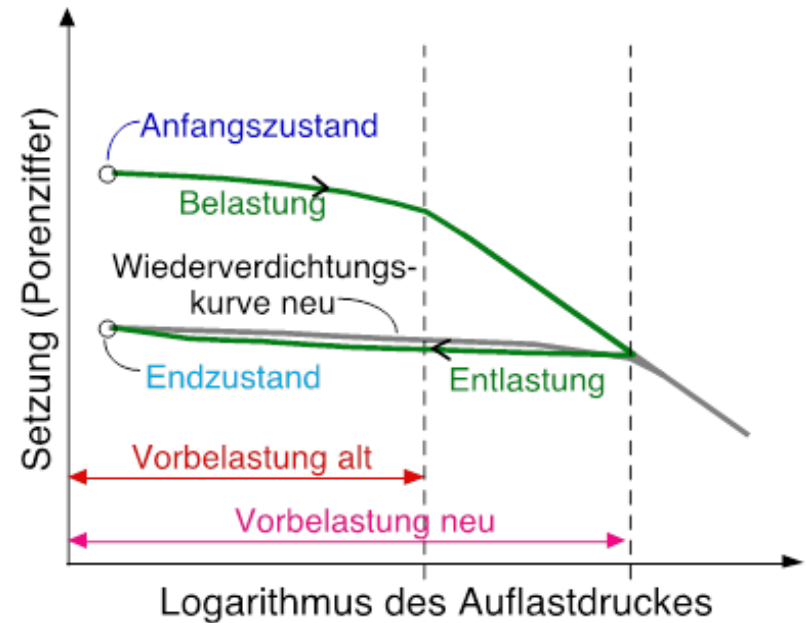 Setzung (Porenziffer)
Anfangszustand
Belastung
Wiederverdichtungs-
kurve neu
Endzustand
Entlastung
Vorbelastung alt
Vorbelastung neu
Logarithmus des Auflastdruckes